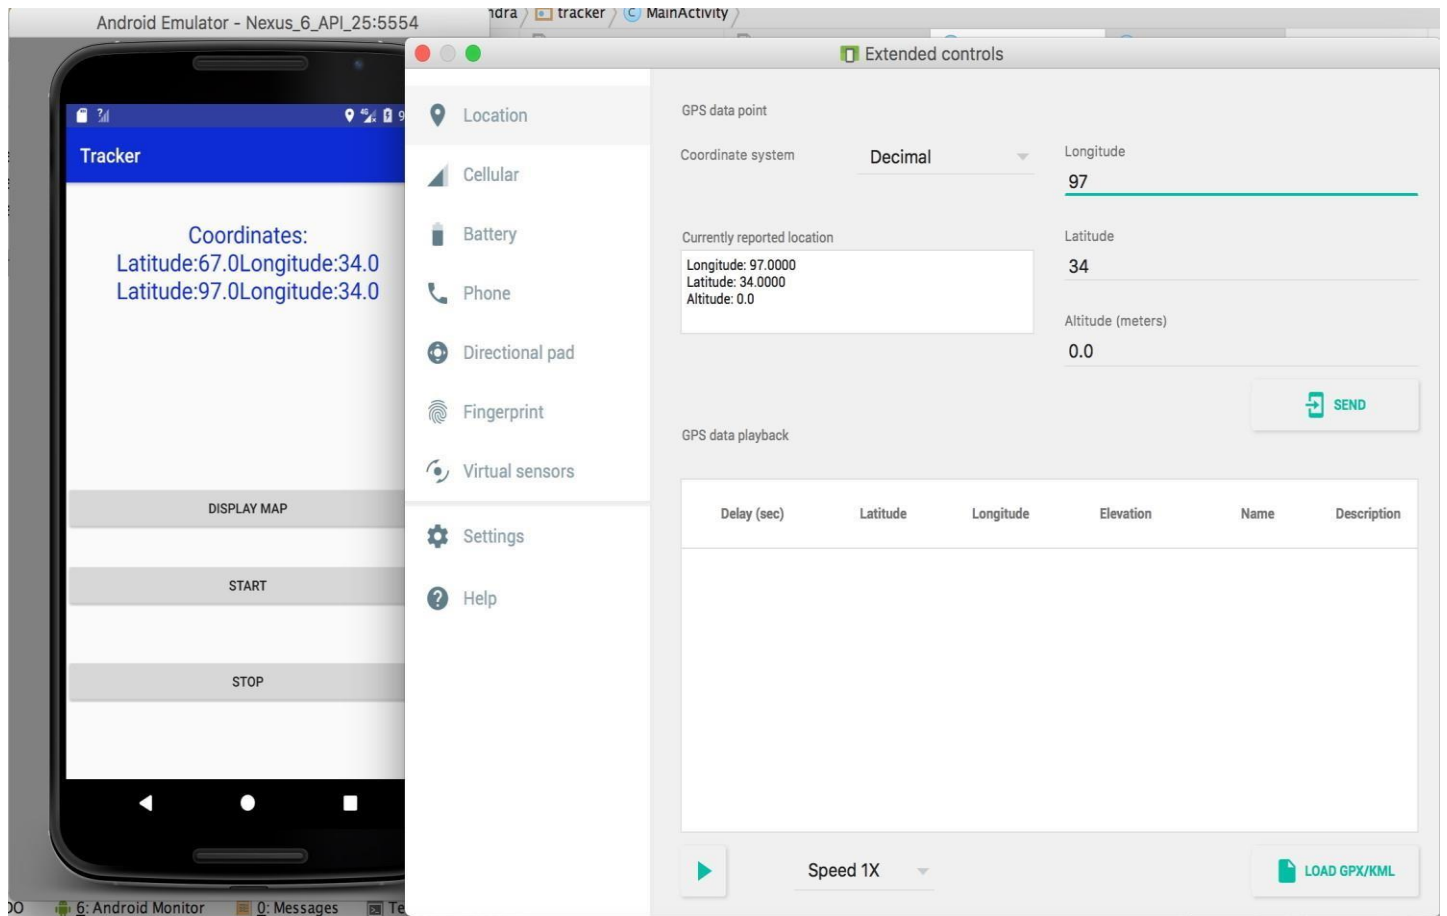 Android Emulator - Nexus_6_API_25:5554
tracker
MainActivity
Extended controls
Tracker
Coordinates:
Latitude:67.0Longitude:34.0
Latitude:97.0Longitude:34.0
DISPLAY MAP
START
STOP
Location
Cellular
Battery
Phone
Directional pad
Fingerprint
Virtual sensors
Settings
Help
GPS data point
Coordinate system
Decimal
Longitude
97
Currently reported location
Longitude: 97.0000
Latitude: 34.0000
Altitude: 0.0
Latitude
34
Altitude (meters)
0.0
SEND
GPS data playback
Delay (sec) Latitude Longitude Elevation Name Description
Speed 1X
LOAD GPX/KML
6: Android Monitor 0: Messages